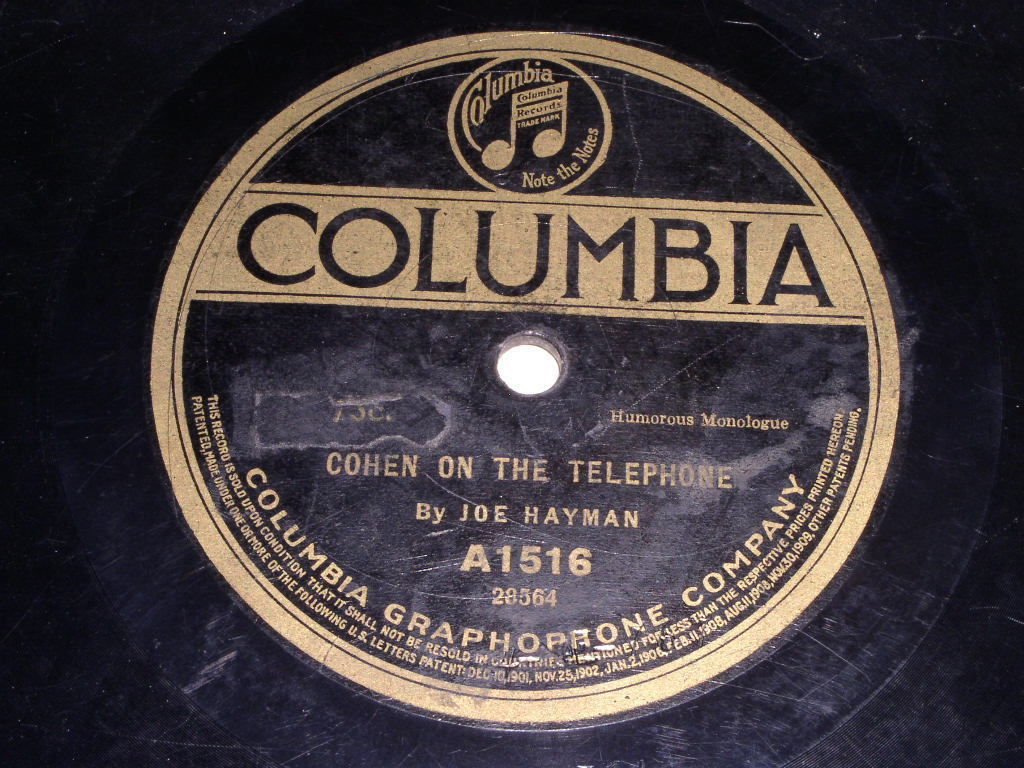 Columbia
Columbia
Records
TRADE MARK
Note the Notes
COLUMBIA
75c.
Humorous Monologue
COHEN ON THE TELEPHONE
By JOE HAYMAN
A1516
28564
COLUMBIA GRAPHOPHONE COMPANY
THIS RECORD IS SOLD UPON CONDITION THAT IT SHALL NOT BE RESOLD IN COUNTRIES MENTIONED FOR LESS THAN THE RESPECTIVE PRICES PRINTED HEREON
PATENTED, MADE UNDER ONE OR MORE OF THE FOLLOWING U.S. LETTERS PATENT: DEC. 10, 1901, NOV. 25, 1902, JAN. 2, 1906, FEB. 11, 1908, AUG. 11, 1908, NOV. 30, 1909, OTHER PATENTS PENDING.